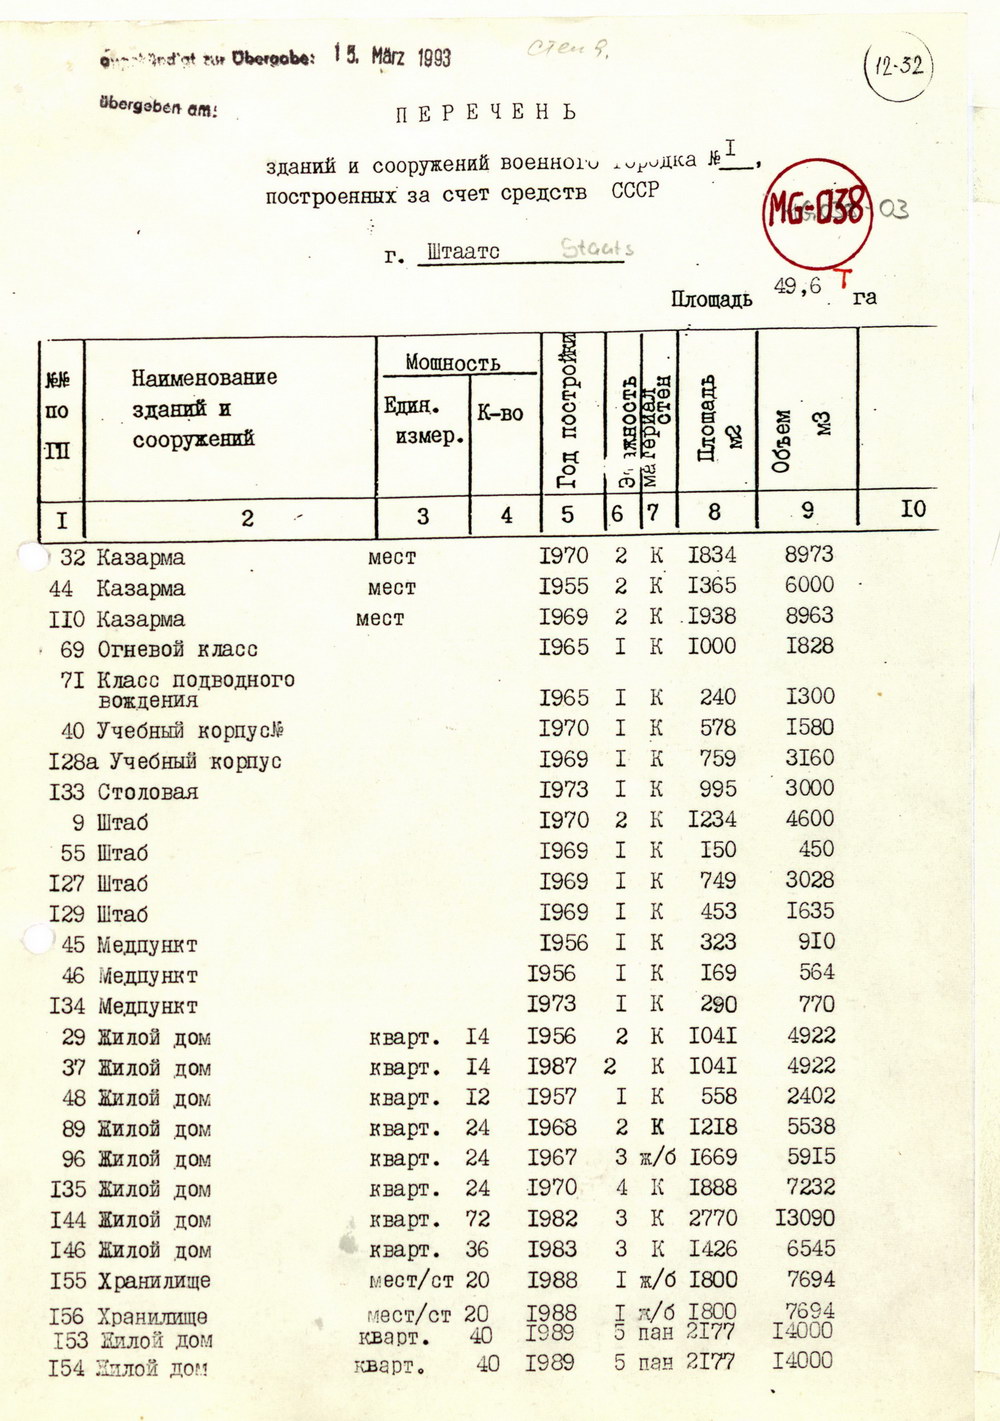 angekündigt zur Übergabe: 15. März 1993
стен 9.
12-32
übergeben am:
ПЕРЕЧЕНЬ
зданий и сооружений военного городка № I,
построенных за счет средств СССР
MG-038 03
г. Штаатс Staats
Площадь 49,6 га
T
№№ по ПП Наименование зданий и сооружений Мощность Един. измер. К-во Год постройки Этажность материал стен Площадь м2 Объем м3
I 2 3 4 5 6 7 8 9 IO
32 Казарма мест I970 2 К I834 8973
44 Казарма мест I955 2 К I365 6000
IIO Казарма мест I969 2 К I938 8963
69 Огневой класс I965 I К I000 I828
7I Класс подводного
вождения I965 I К 240 I300
40 Учебный корпус№ I970 I К 578 I580
I28а Учебный корпус I969 I К 759 3I60
I33 Столовая I973 I К 995 3000
9 Штаб I970 2 К I234 4600
55 Штаб I969 I К I50 450
I27 Штаб I969 I К 749 3028
I29 Штаб I969 I К 453 I635
45 Медпункт I956 I К 323 9I0
46 Медпункт I956 I К I69 564
I34 Медпункт I973 I К 290 770
29 Жилой дом кварт. I4 I956 2 К I04I 4922
37 Жилой дом кварт. I4 I987 2 К I04I 4922
48 Жилой дом кварт. I2 I957 I К 558 2402
89 Жилой дом кварт. 24 I968 2 К I2I8 5538
96 Жилой дом кварт. 24 I967 3 ж/б I669 59I5
I35 Жилой дом кварт. 24 I970 4 К I888 7232
I44 Жилой дом кварт. 72 I982 3 К 2770 I3090
I46 Жилой дом кварт. 36 I983 3 К I426 6545
I55 Хранилище мест/ст 20 I988 I ж/б I800 7694
I56 Хранилище мест/ст 20 I988 I ж/б I800 7694
I53 Жилой дом кварт. 40 I989 5 пан 2I77 I4000
I54 Жилой дом кварт. 40 I989 5 пан 2I77 I4000